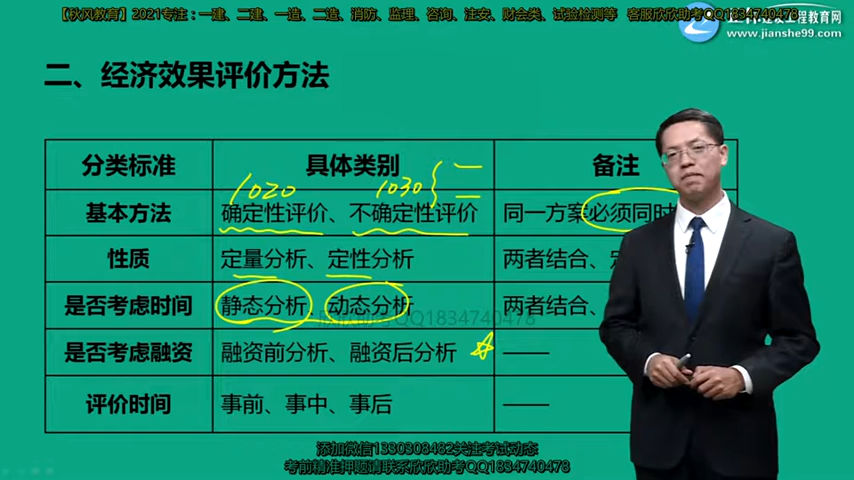 【秋风教育】2021专注：一建、二建、一造、二造、消防、监理、咨询、注安、财会类、试验检测等 客服欣欣助考QQ1834740478
建设工程教育网
www.jianshe99.com
二、经济效果评价方法
分类标准 具体类别 备注
1020 1030 一 二
基本方法 确定性评价、不确定性评价 同一方案必须同时
性质 定量分析、定性分析 两者结合、
是否考虑时间 静态分析、动态分析 两者结合、
QQ1834740478
是否考虑融资 融资前分析、融资后分析 ——
评价时间 事前、事中、事后 ——
添加微信1330308482关注考试动态
考前精准押题请联系欣欣助考QQ1834740478